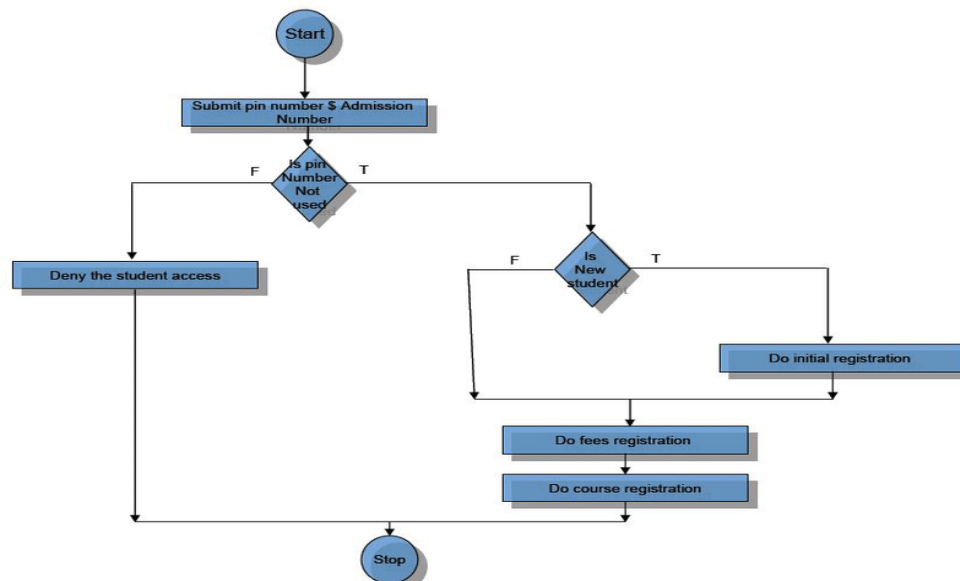 Start
Submit pin number $ Admission
Number
F
T
Is pin
Number
Not
used
F
T
Is
New
student
Deny the student access
Do initial registration
Do fees registration
Do course registration
Stop